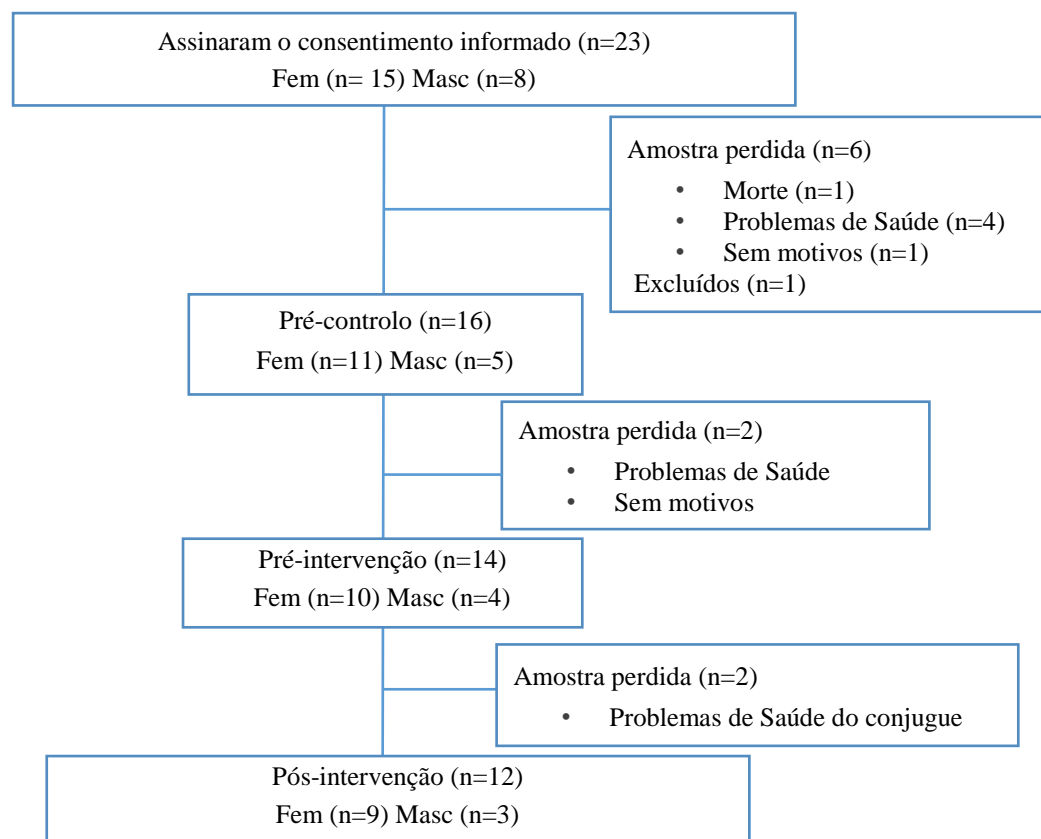 Assinaram o consentimento informado (n=23)
Fem (n= 15) Masc (n=8)
Amostra perdida (n=6)
• Morte (n=1)
• Problemas de Saúde (n=4)
• Sem motivos (n=1)
Excluídos (n=1)
Pré-controlo (n=16)
Fem (n=11) Masc (n=5)
Amostra perdida (n=2)
• Problemas de Saúde
• Sem motivos
Pré-intervenção (n=14)
Fem (n=10) Masc (n=4)
Amostra perdida (n=2)
• Problemas de Saúde do conjugue
Pós-intervenção (n=12)
Fem (n=9) Masc (n=3)